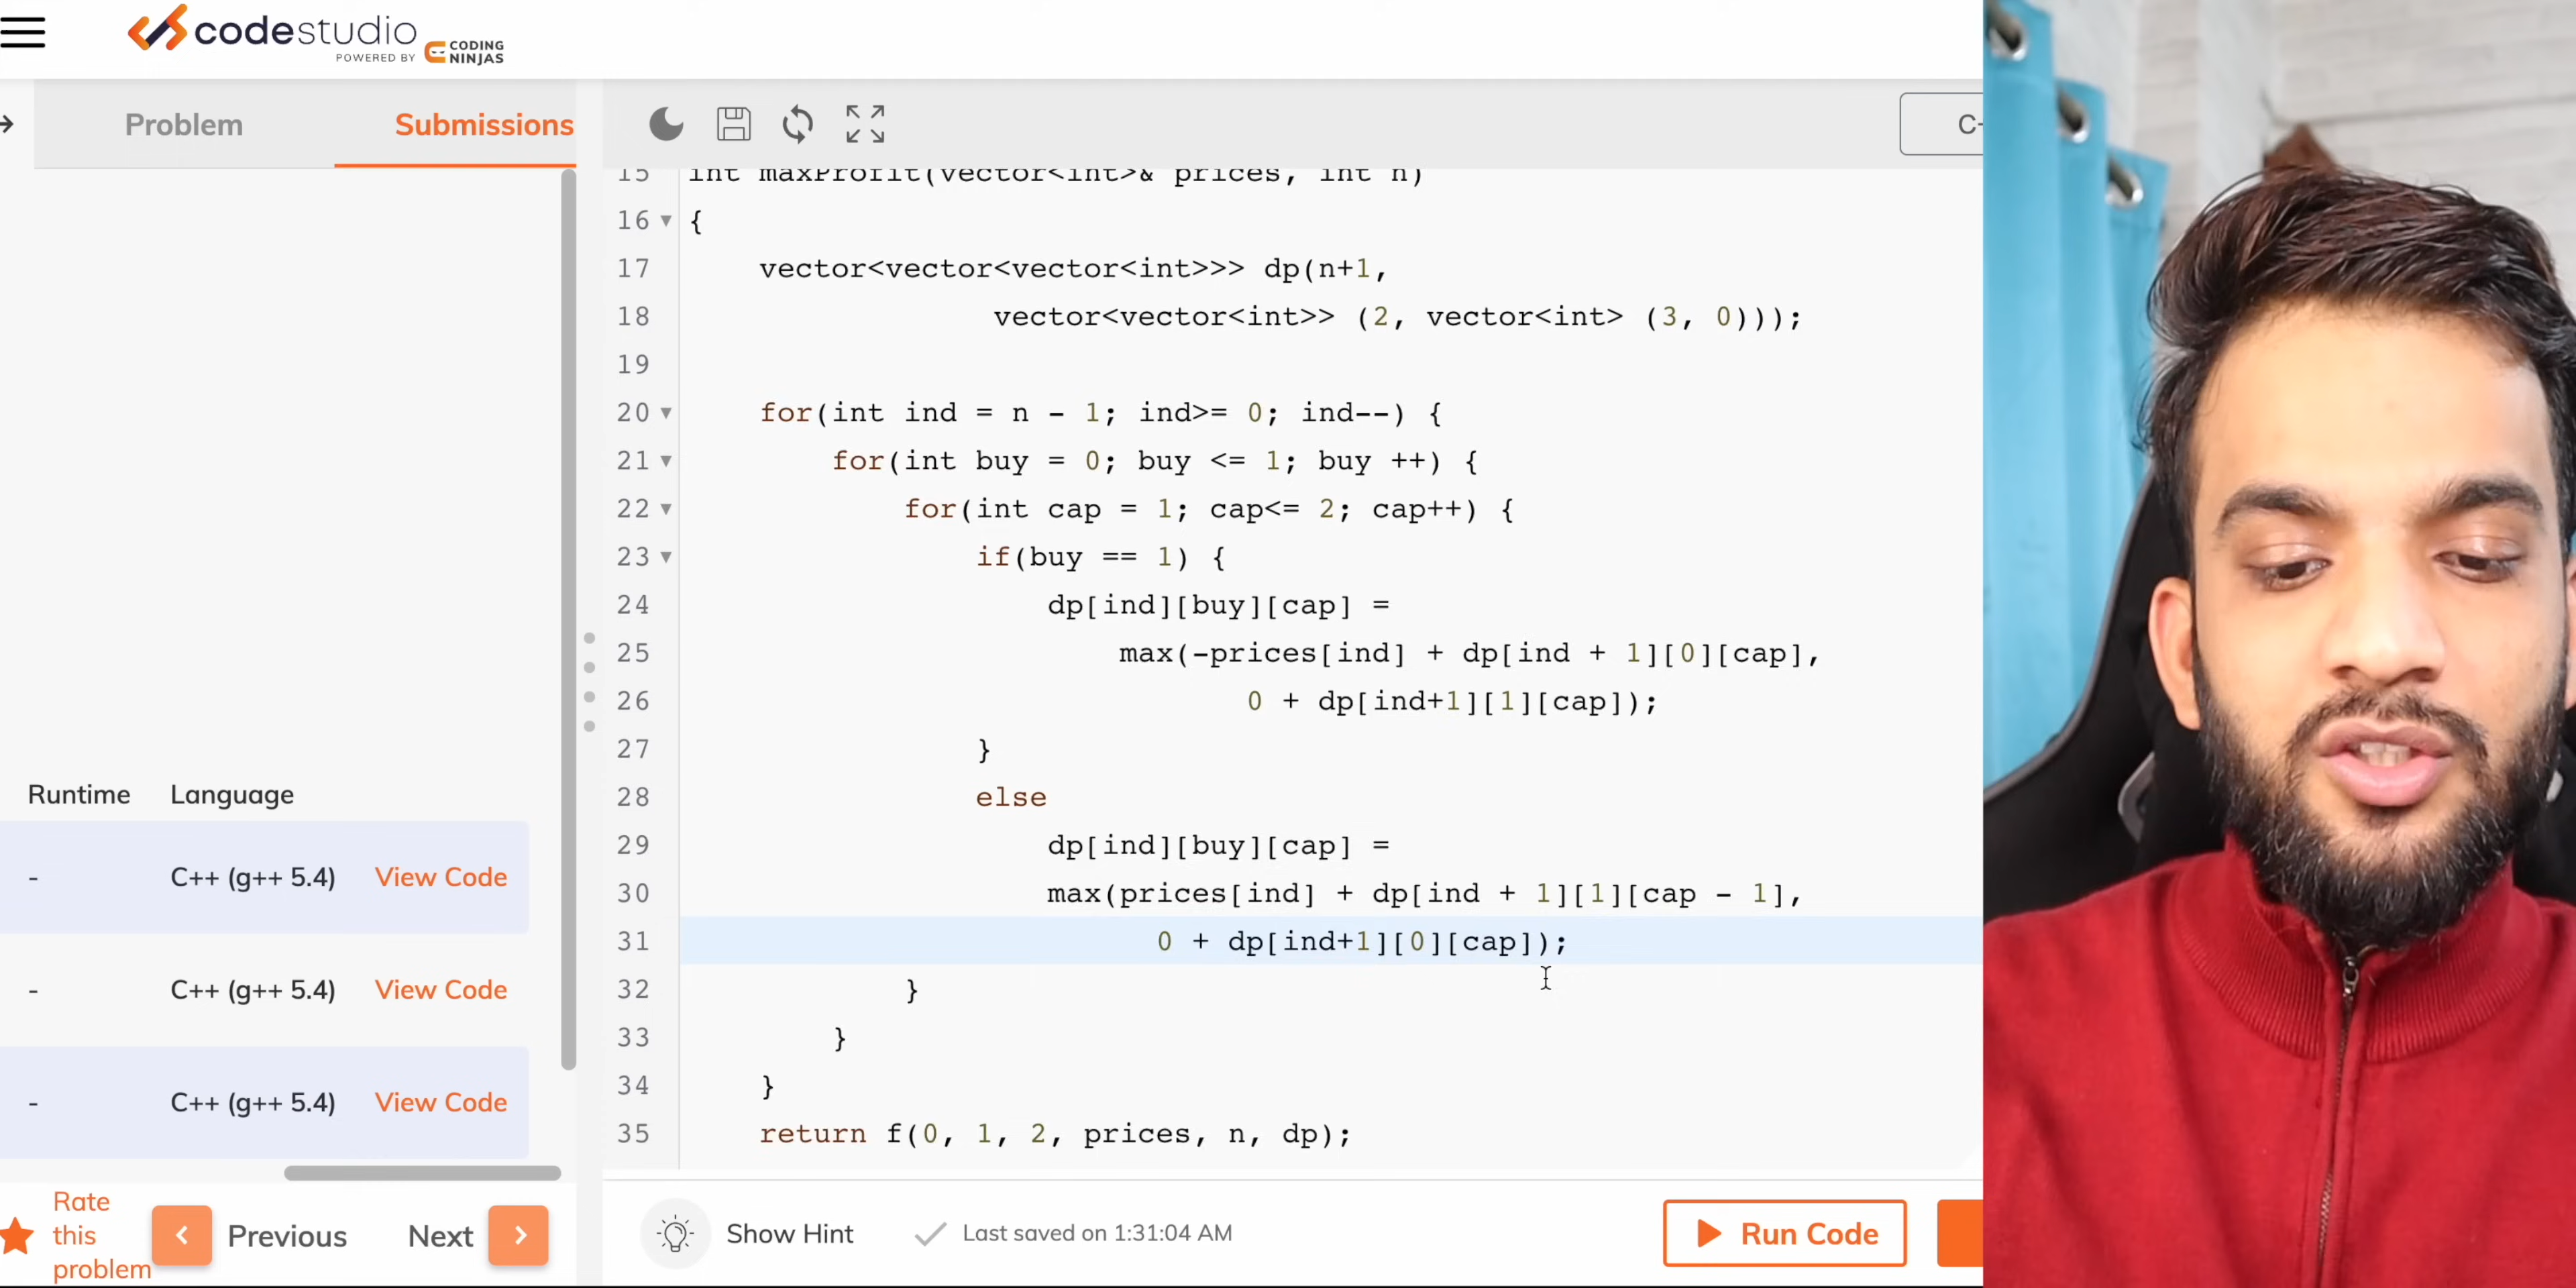 codestudio
POWERED BY CODING NINJAS
Problem Submissions
C-
15 int maxProfit(vector<int>& prices, int n)
16 {
17 vector<vector<vector<int>>> dp(n+1,
18 vector<vector<int>> (2, vector<int> (3, 0)));
19
20 for(int ind = n - 1; ind>= 0; ind--) {
21 for(int buy = 0; buy <= 1; buy ++) {
22 for(int cap = 1; cap<= 2; cap++) {
23 if(buy == 1) {
24 dp[ind][buy][cap] =
25 max(-prices[ind] + dp[ind + 1][0][cap],
26 0 + dp[ind+1][1][cap]);
27 }
28 else
29 dp[ind][buy][cap] =
30 max(prices[ind] + dp[ind + 1][1][cap - 1],
31 0 + dp[ind+1][0][cap]);
32 }
33 }
34 }
35 return f(0, 1, 2, prices, n, dp);
Runtime Language
- C++ (g++ 5.4) View Code
- C++ (g++ 5.4) View Code
- C++ (g++ 5.4) View Code
Rate this problem
Previous Next
Show Hint Last saved on 1:31:04 AM Run Code